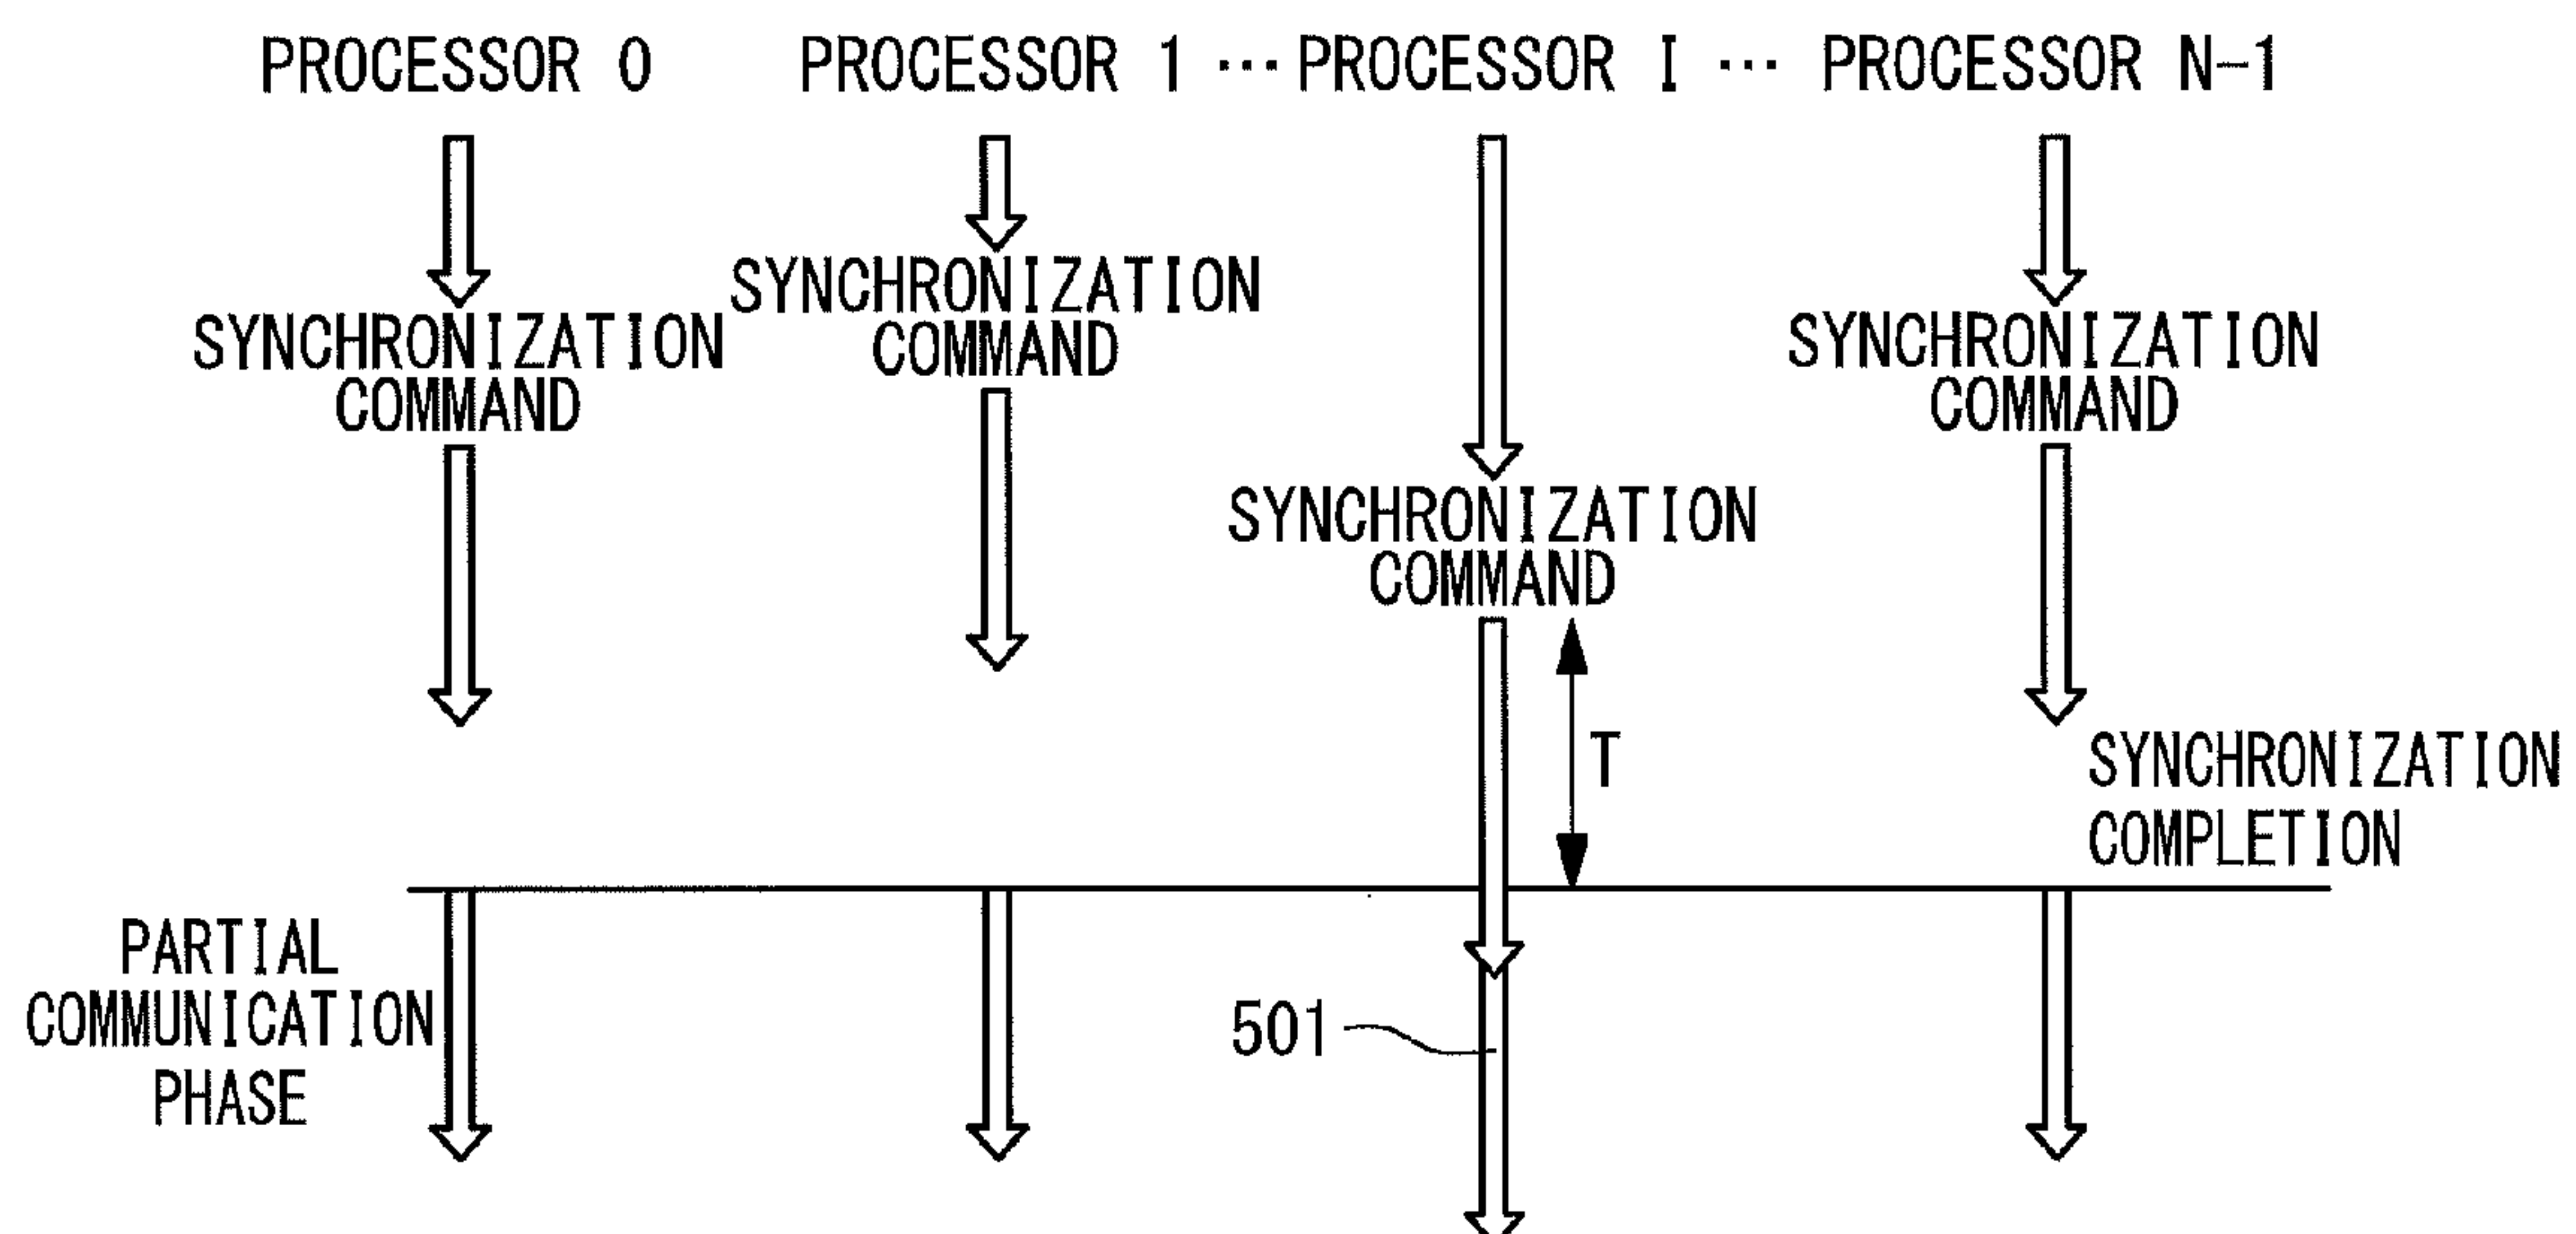 PROCESSOR 0 PROCESSOR 1 ··· PROCESSOR I ··· PROCESSOR N-1
SYNCHRONIZATION
COMMAND
SYNCHRONIZATION
COMMAND
SYNCHRONIZATION
COMMAND
SYNCHRONIZATION
COMMAND
T
SYNCHRONIZATION
COMPLETION
PARTIAL
COMMUNICATION
PHASE
501